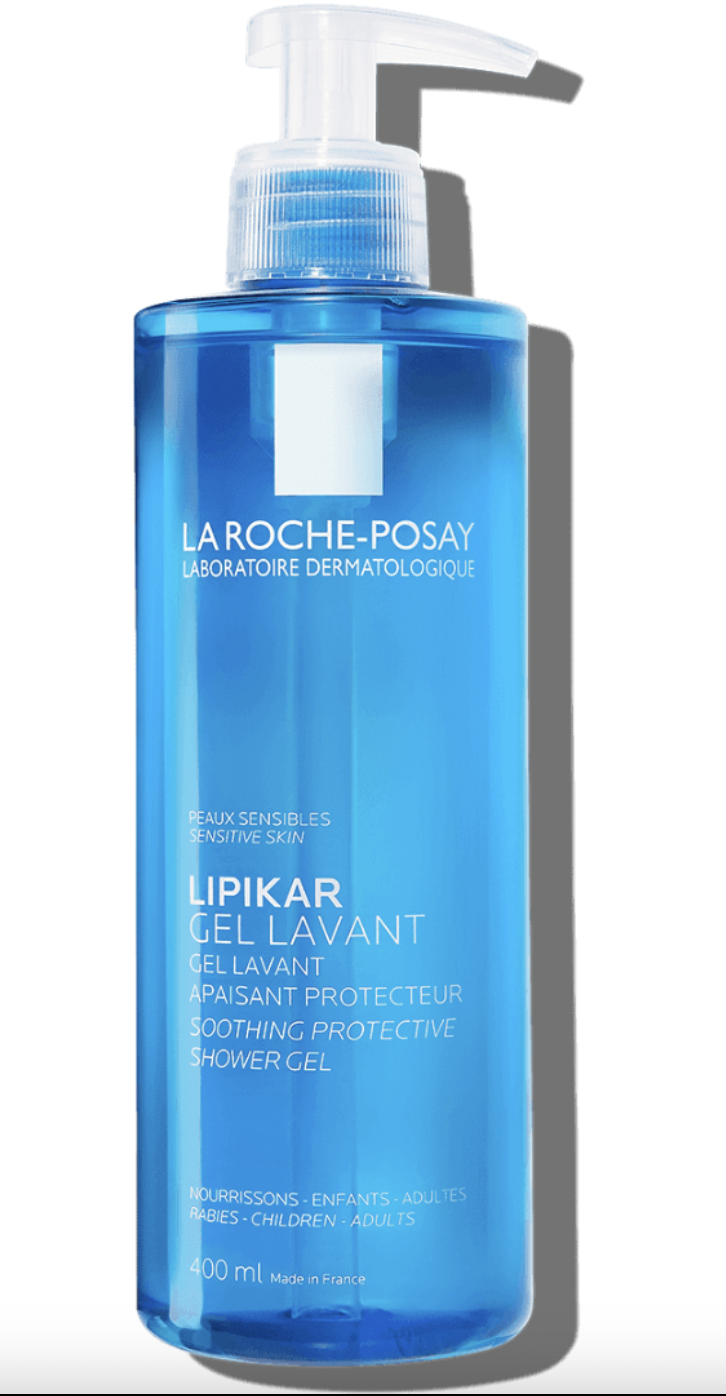 LA ROCHE-POSAY
LABORATOIRE DERMATOLOGIQUE
PEAUX SENSIBLES
SENSITIVE SKIN
LIPIKAR
GEL LAVANT
GEL LAVANT
APAISANT PROTECTEUR
SOOTHING PROTECTIVE
SHOWER GEL
NOURRISSONS - ENFANTS - ADULTES
BABIES - CHILDREN - ADULTS
400 ml Made in France